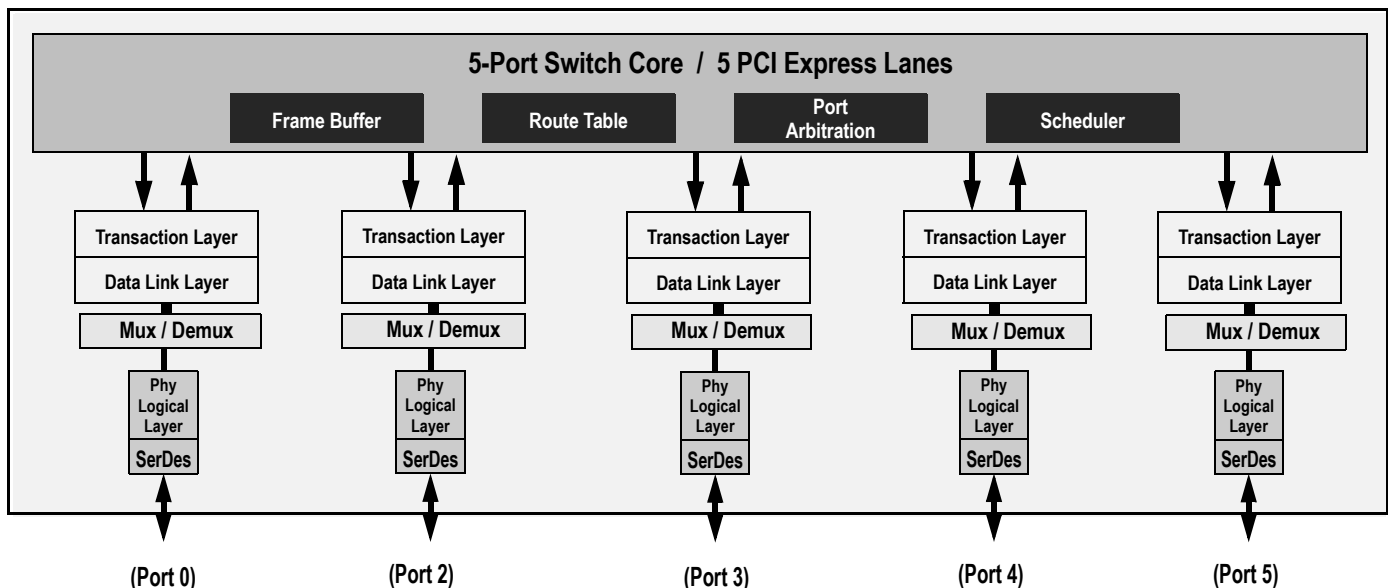 5-Port Switch Core / 5 PCI Express Lanes
Frame Buffer
Route Table
Port
Arbitration
Scheduler
Transaction Layer
Data Link Layer
Mux / Demux
Phy
Logical
Layer
SerDes
(Port 0)
Transaction Layer
Data Link Layer
Mux / Demux
Phy
Logical
Layer
SerDes
(Port 2)
Transaction Layer
Data Link Layer
Mux / Demux
Phy
Logical
Layer
SerDes
(Port 3)
Transaction Layer
Data Link Layer
Mux / Demux
Phy
Logical
Layer
SerDes
(Port 4)
Transaction Layer
Data Link Layer
Mux / Demux
Phy
Logical
Layer
SerDes
(Port 5)